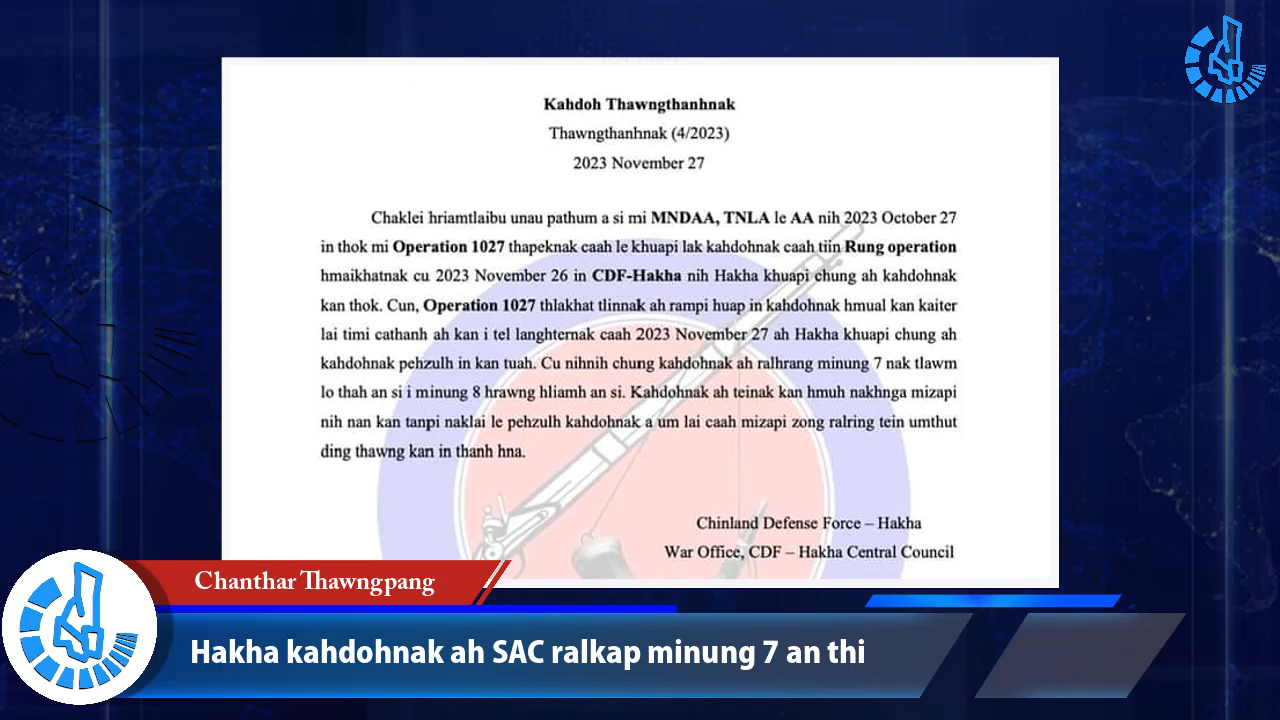 Kahdoh Thawngthanhnak
Thawngthanhnak (4/2023)
2023 November 27
Chaklei hriamtlaibu unau pathum a si mi MNDAA, TNLA le AA nih 2023 October 27
in thok mi Operation 1027 thapeknak caah le khuapi lak kahdohnak caah tiin Rung operation
hmaikhatnak cu 2023 November 26 in CDF-Hakha nih Hakha khuapi chung ah kahdohnak
kan thok. Cun, Operation 1027 thlakhat tlinnak ah rampi huap in kahdohnak hmual kan kaiter
lai timi cathanh ah kan i tel langhternak caah 2023 November 27 ah Hakha khuapi chung ah
kahdohnak pehzulh in kan tuah. Cu nihnih chung kahdohnak ah ralhrang minung 7 nak tlawm
lo thah an si i minung 8 hrawng hliamh an si. Kahdohnak ah teinak kan hmuh nakhnga mizapi
nih nan kan tanpi naklai le pehzulh kahdohnak a um lai caah mizapi zong ralring tein umthut
ding thawng kan in thanh hna.
Chinland Defense Force – Hakha
War Office, CDF – Hakha Central Council
Chanthar Thawngpang
Hakha kahdohnak ah SAC ralkap minung 7 an thi